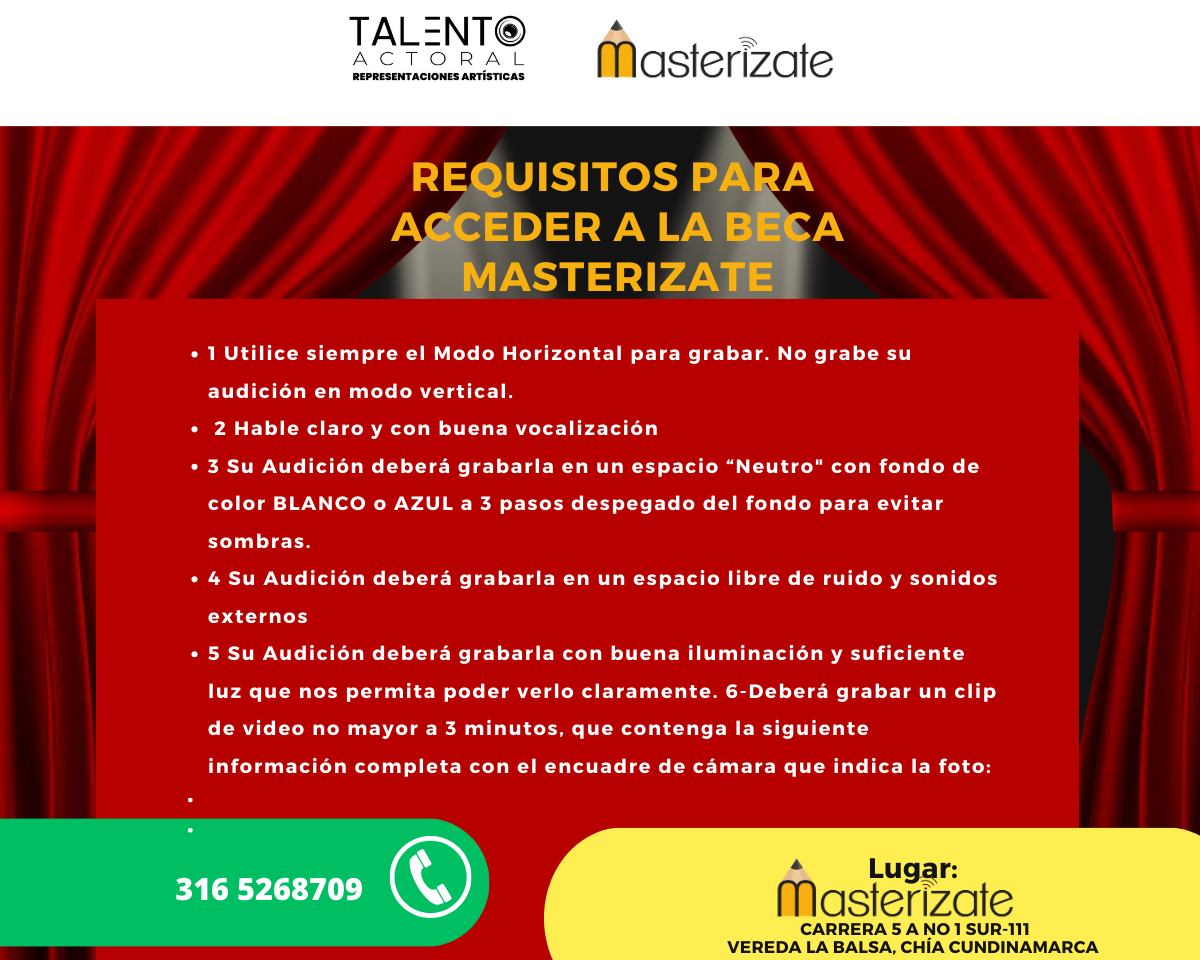 TALENTO
ACTORAL
REPRESENTACIONES ARTÍSTICAS
masterizate
REQUISITOS PARA
ACCEDER A LA BECA
MASTERIZATE
• 1 Utilice siempre el Modo Horizontal para grabar. No grabe su
audición en modo vertical.
• 2 Hable claro y con buena vocalización
• 3 Su Audición deberá grabarla en un espacio “Neutro" con fondo de
color BLANCO o AZUL a 3 pasos despegado del fondo para evitar
sombras.
• 4 Su Audición deberá grabarla en un espacio libre de ruido y sonidos
externos
• 5 Su Audición deberá grabarla con buena iluminación y suficiente
luz que nos permita poder verlo claramente. 6-Deberá grabar un clip
de video no mayor a 3 minutos, que contenga la siguiente
información completa con el encuadre de cámara que indica la foto:
•
•
316 5268709
Lugar:
masterizate
CARRERA 5 A NO 1 SUR-111
VEREDA LA BALSA, CHÍA CUNDINAMARCA